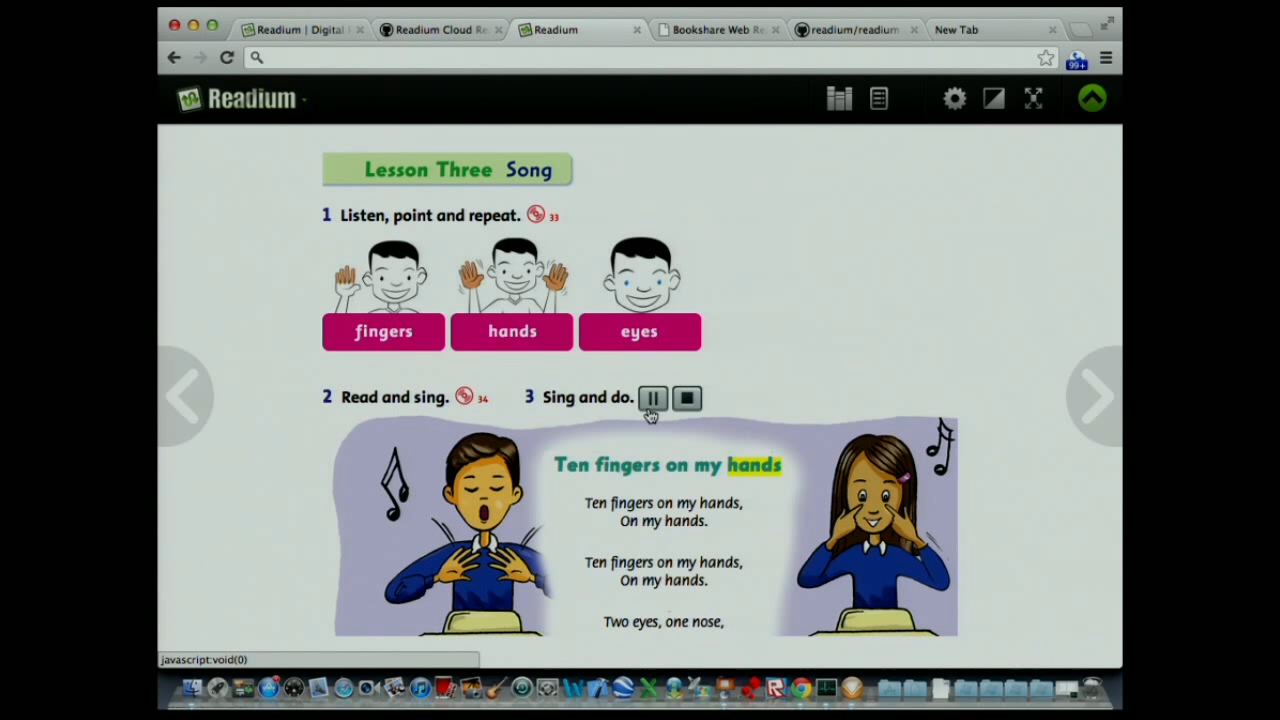 Readium | Digital
Readium Cloud Re
Readium
Bookshare Web Re
readium/readium
New Tab
99+
Readium
Lesson Three Song
1 Listen, point and repeat. 33
fingers
hands
eyes
2 Read and sing. 34
3 Sing and do.
Ten fingers on my hands
Ten fingers on my hands,
On my hands.
Ten fingers on my hands,
On my hands.
Two eyes, one nose,
javascript:void(0)